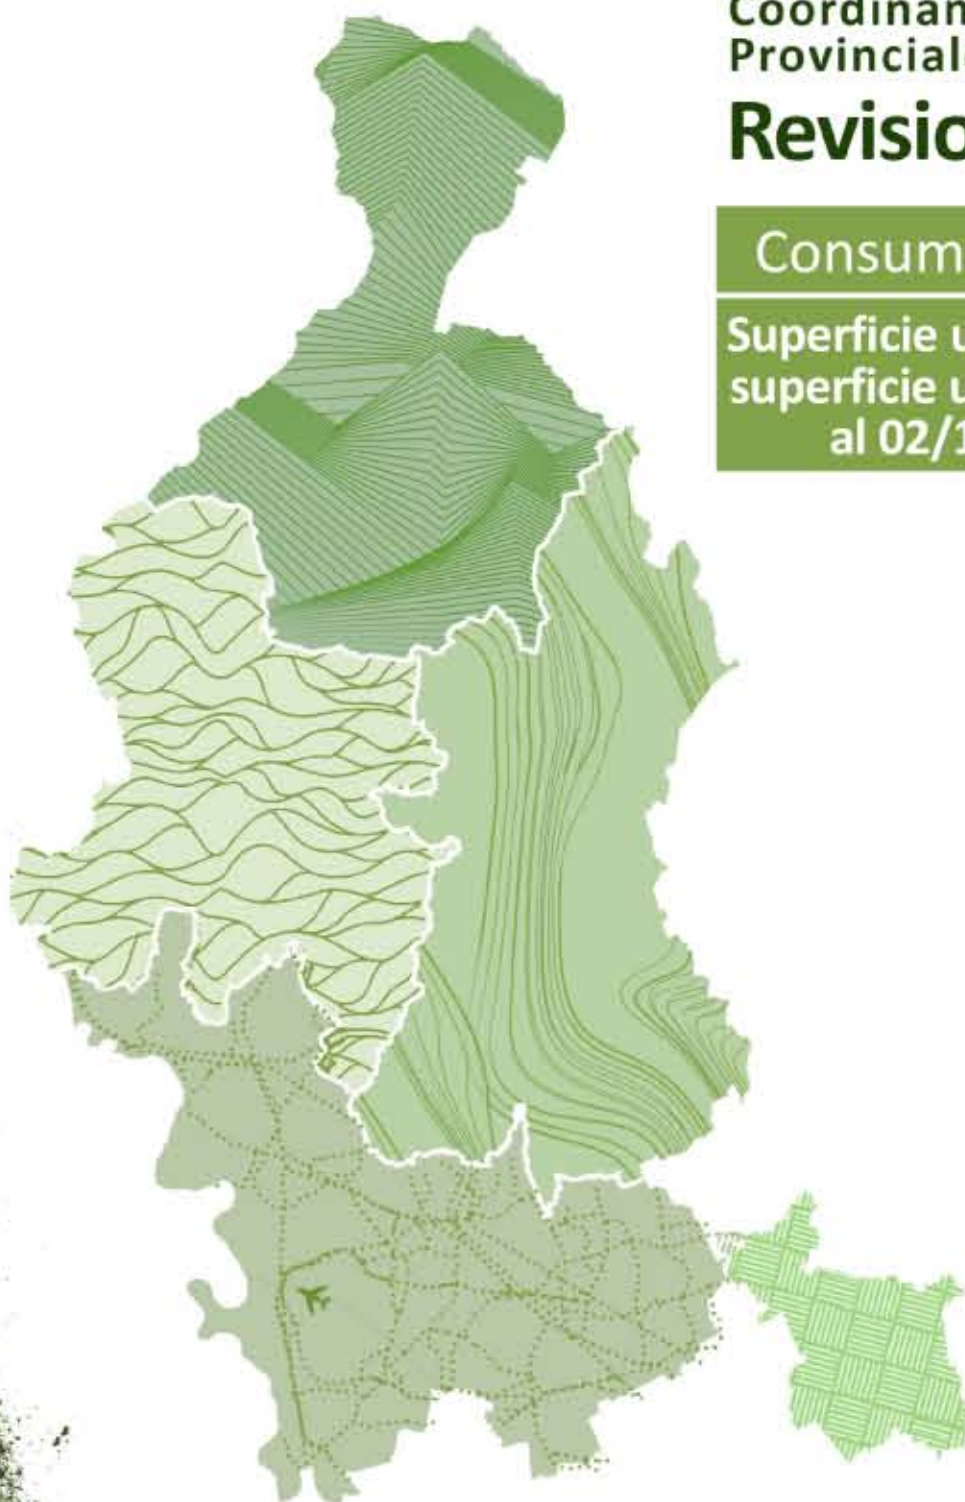 Coordinan
Provincial
Revisio
Consum
Superficie u
superficie u
al 02/1